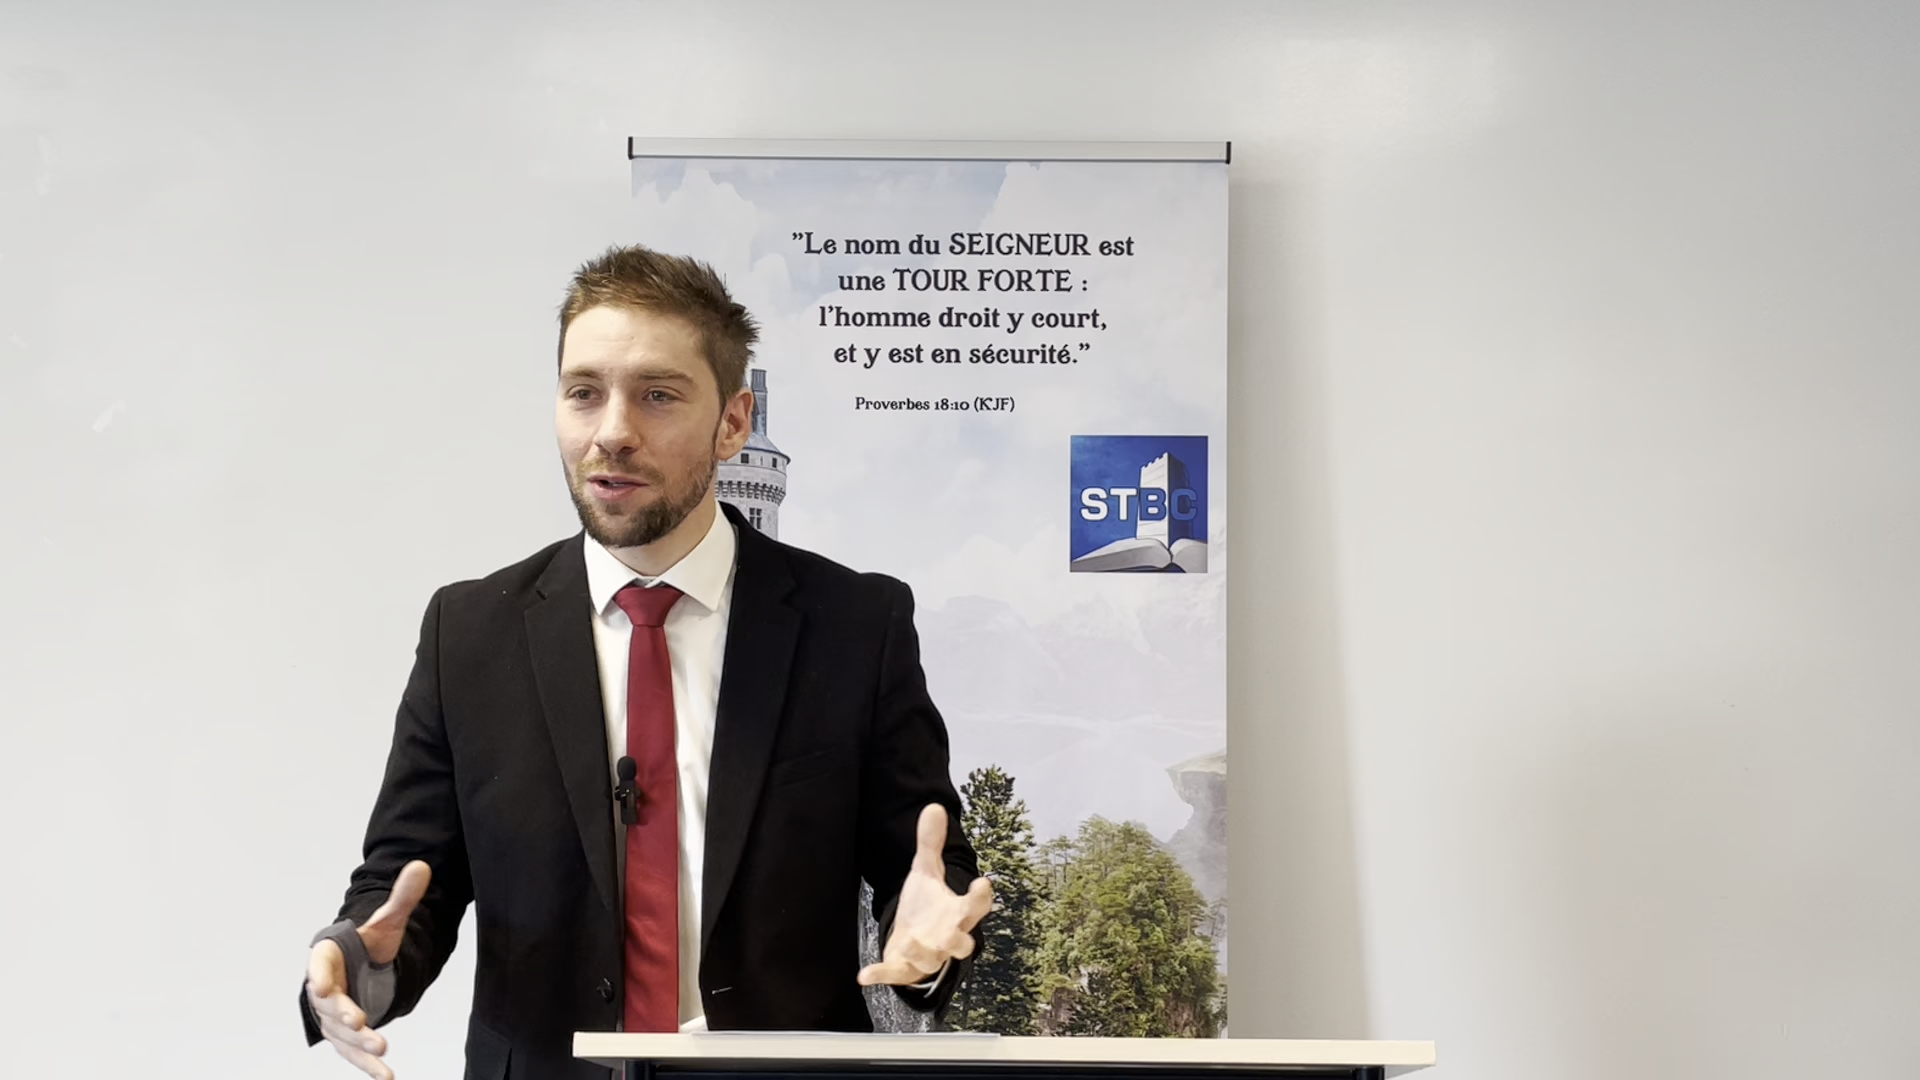 "Le nom du SEIGNEUR est
une TOUR FORTE :
l'homme droit y court,
et y est en sécurité."
Proverbes 18:10 (KJF)
STBC